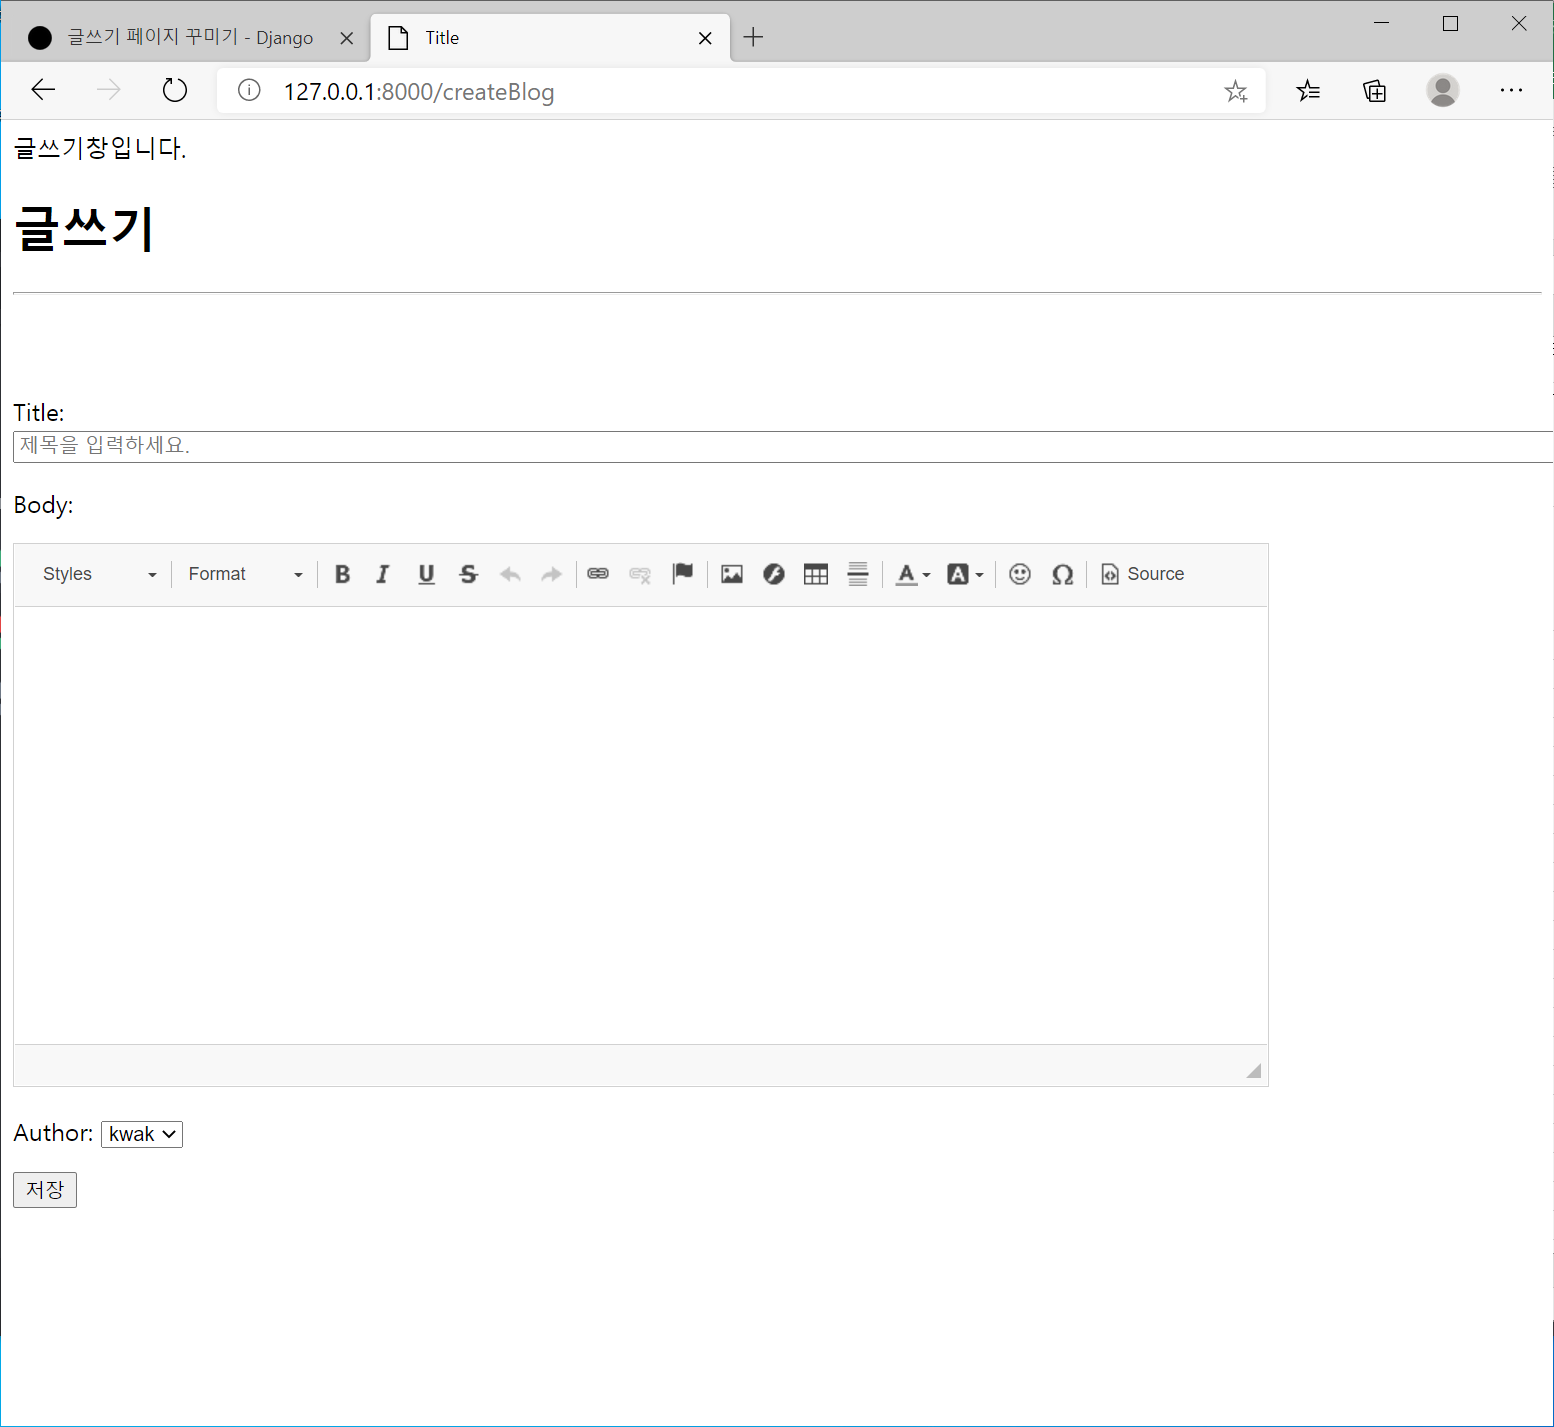 글쓰기 페이지 꾸미기 - Django
Title
127.0.0.1:8000/createBlog
글쓰기창입니다.
글쓰기
Title:
제목을 입력하세요.
Body:
Styles Format B I U S A A Ω Source
Author: kwak
저장